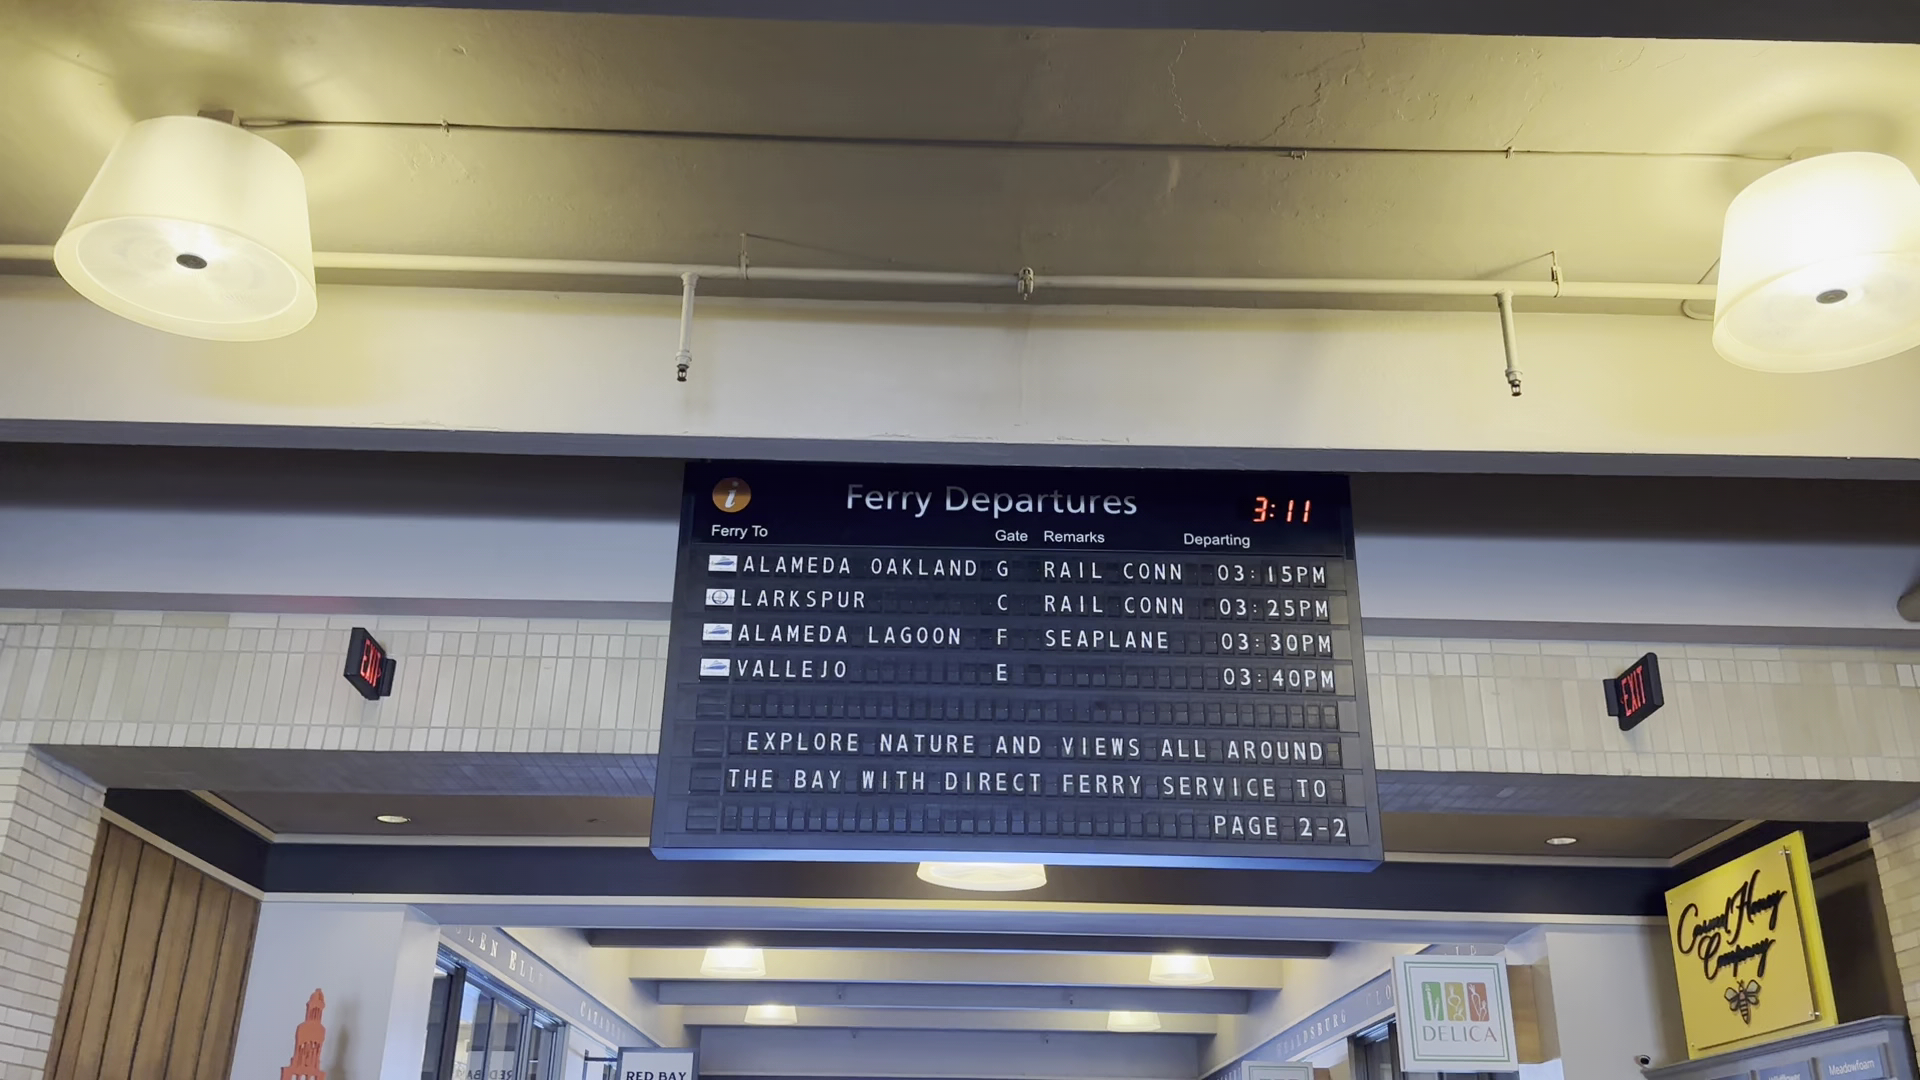 i Ferry Departures 3:11
Ferry To Gate Remarks Departing
ALAMEDA OAKLAND G RAIL CONN 03:15PM
LARKSPUR C RAIL CONN 03:25PM
ALAMEDA LAGOON F SEAPLANE 03:30PM
VALLEJO E 03:40PM
EXPLORE NATURE AND VIEWS ALL AROUND
THE BAY WITH DIRECT FERRY SERVICE TO
PAGE 2-2
EXIT
EXIT
Honey
Company
DELICA
RED BAY
Meadowfoam